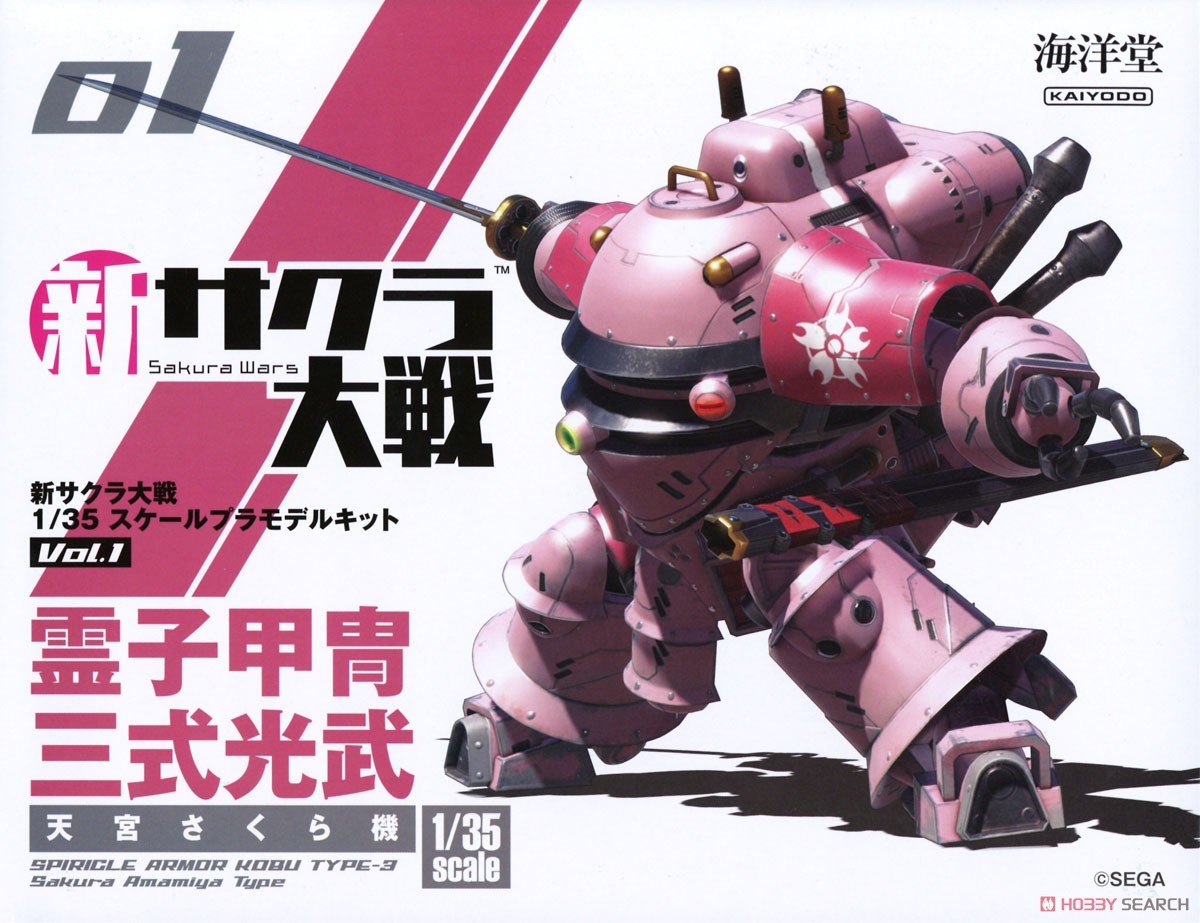 01
海洋堂
KAIYODO
新サクラ™
Sakura Wars
大戦
新サクラ大戦
1/35 スケールプラモデルキット
Vol.1
霊子甲冑
三式光武
天宮さくら機
SPIRICLE ARMOR KOBU TYPE-3
Sakura Amamiya Type
1/35
scale
©SEGA
HOBBY SEARCH